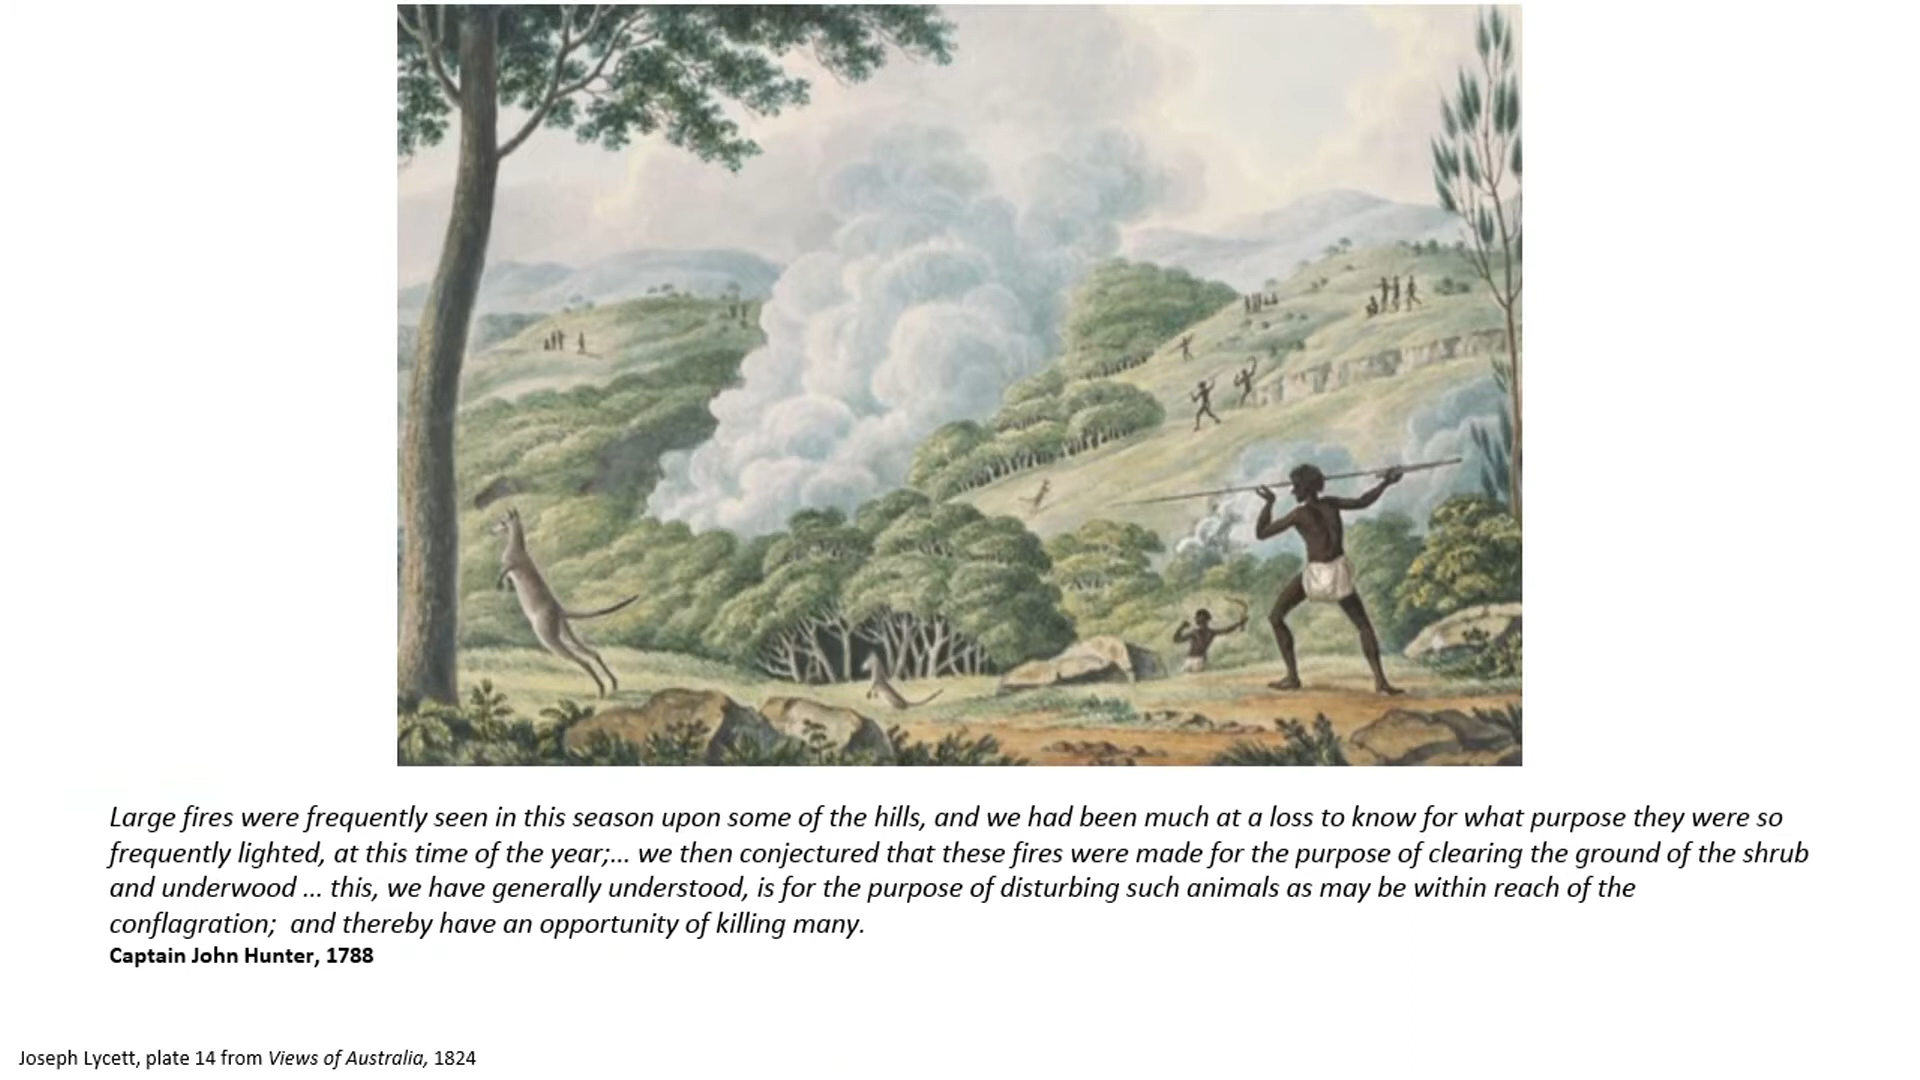 Large fires were frequently seen in this season upon some of the hills, and we had been much at a loss to know for what purpose they were so
frequently lighted, at this time of the year;... we then conjectured that these fires were made for the purpose of clearing the ground of the shrub
and underwood ... this, we have generally understood, is for the purpose of disturbing such animals as may be within reach of the
conflagration;  and thereby have an opportunity of killing many.
Captain John Hunter, 1788
Joseph Lycett, plate 14 from Views of Australia, 1824